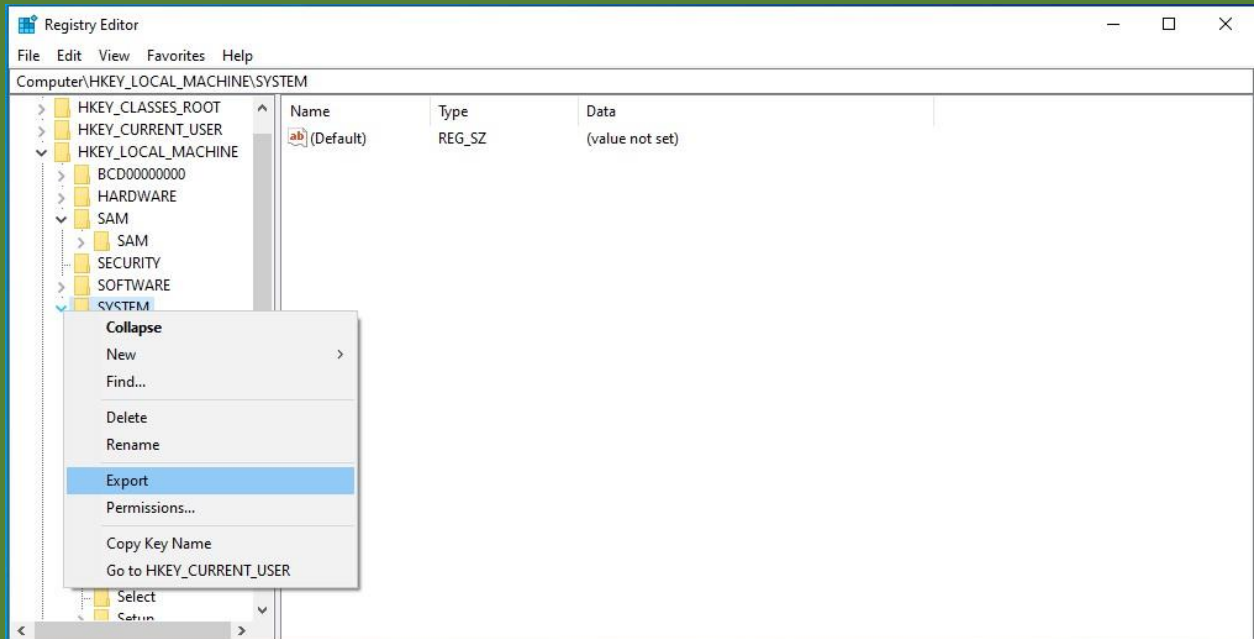 Registry Editor
File Edit View Favorites Help
Computer\HKEY_LOCAL_MACHINE\SYSTEM
HKEY_CLASSES_ROOT
HKEY_CURRENT_USER
HKEY_LOCAL_MACHINE
BCD00000000
HARDWARE
SAM
SAM
SECURITY
SOFTWARE
SYSTEM
Collapse
New
Find...
Delete
Rename
Export
Permissions...
Copy Key Name
Go to HKEY_CURRENT_USER
Select
Setup
Name Type Data
ab (Default) REG_SZ (value not set)